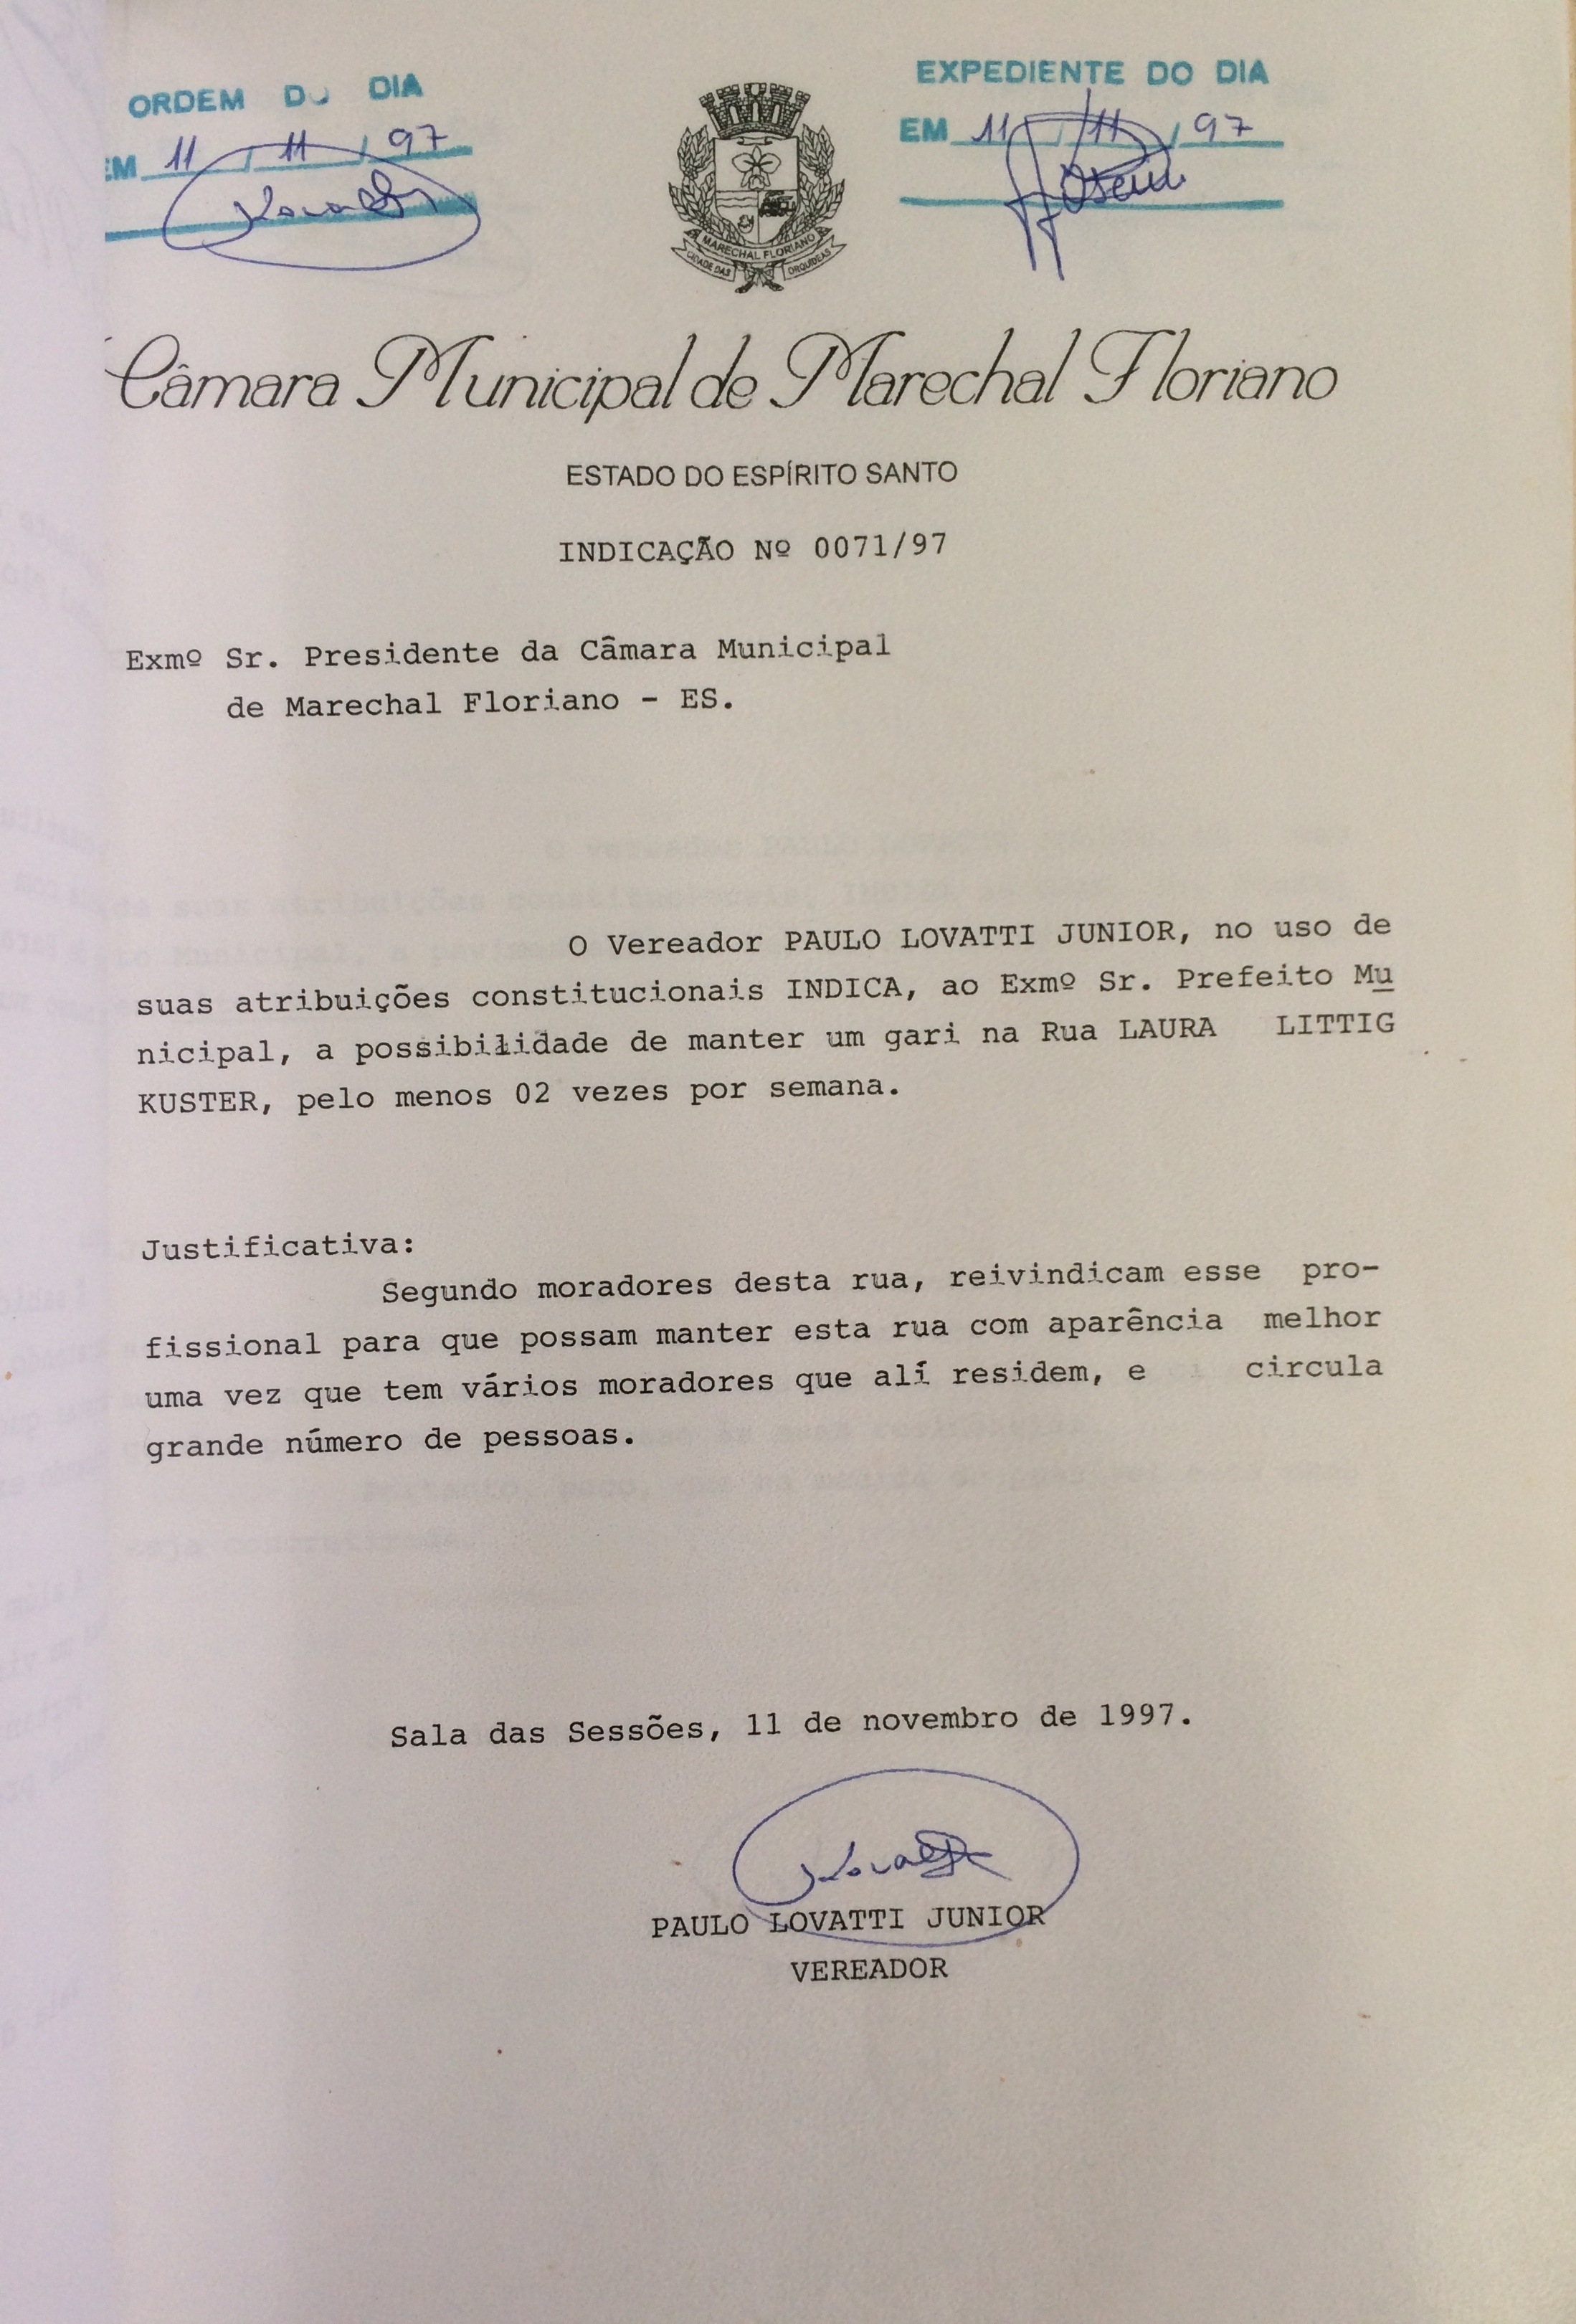 ORDEM DO DIA
EM 11 / 11 / 97
EXPEDIENTE DO DIA
EM 11 / 11 / 97
MARECHAL FLORIANO
CIDADE DAS ORQUÍDEAS
Câmara Municipal de Marechal Floriano
ESTADO DO ESPÍRITO SANTO
INDICAÇÃO Nº 0071/97
Exmº Sr. Presidente da Câmara Municipal
de Marechal Floriano - ES.
O Vereador PAULO LOVATTI JUNIOR, no uso de
suas atribuições constitucionais INDICA, ao Exmº Sr. Prefeito Mu
nicipal, a possibilidade de manter um gari na Rua LAURA LITTIG
KUSTER, pelo menos 02 vezes por semana.
Justificativa:
Segundo moradores desta rua, reivindicam esse pro-
fissional para que possam manter esta rua com aparência melhor
uma vez que tem vários moradores que alí residem, e circula
grande número de pessoas.
Sala das Sessões, 11 de novembro de 1997.
PAULO LOVATTI JUNIOR
VEREADOR